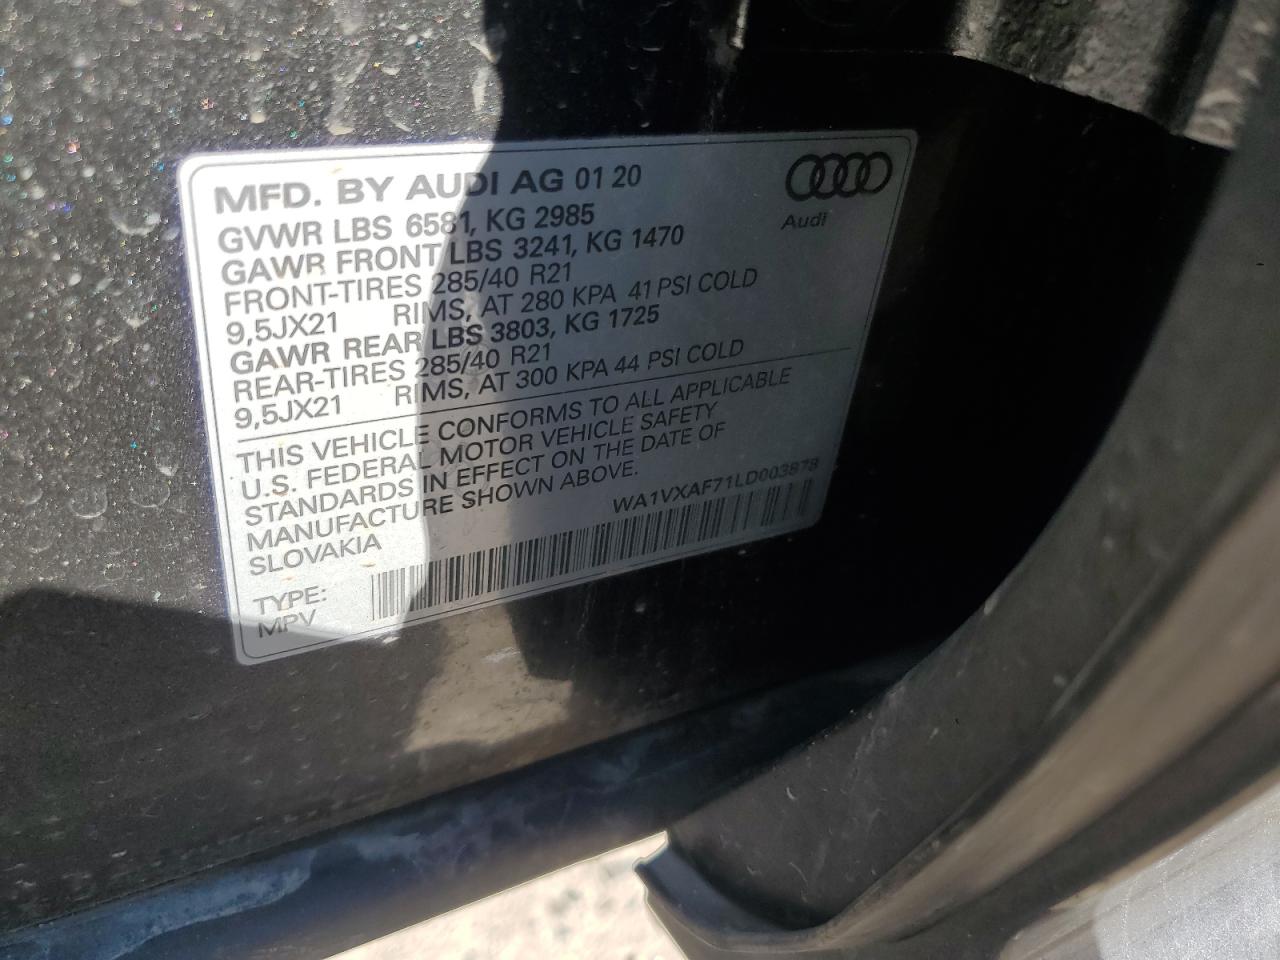 MFD. BY AUDI AG 01 20
Audi
GVWR LBS 6581, KG 2985
GAWR FRONT LBS 3241, KG 1470
FRONT-TIRES 285/40 R21
9,5JX21 RIMS, AT 280 KPA 41 PSI COLD
GAWR REAR LBS 3803, KG 1725
REAR-TIRES 285/40 R21
9,5JX21 RIMS, AT 300 KPA 44 PSI COLD
THIS VEHICLE CONFORMS TO ALL APPLICABLE
U.S. FEDERAL MOTOR VEHICLE SAFETY
STANDARDS IN EFFECT ON THE DATE OF
MANUFACTURE SHOWN ABOVE.
SLOVAKIA
WA1VXAF71LD003878
TYPE:
MPV